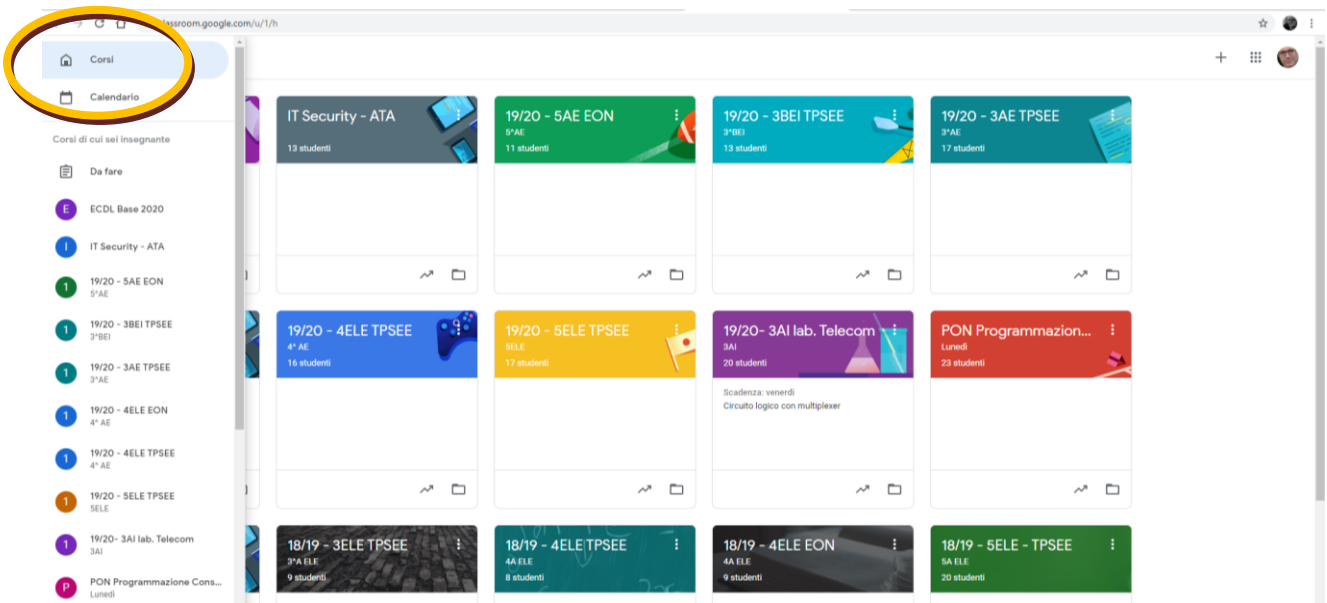 assroom.google.com/u/1/h
Corsi
Calendario
Corsi di cui sei insegnante
Da fare
E
ECDL Base 2020
I
IT Security - ATA
1
19/20 - 5AE EON
5^AE
1
19/20 - 3BEI TPSEE
3^BEI
1
19/20 - 3AE TPSEE
3^AE
1
19/20 - 4ELE EON
4^ AE
1
19/20 - 4ELE TPSEE
4^ AE
1
19/20 - 5ELE TPSEE
5ELE
1
19/20- 3AI lab. Telecom
3AI
P
PON Programmazione Cons...
Lunedì
IT Security - ATA
13 studenti
19/20 - 5AE EON
5^AE
11 studenti
19/20 - 3BEI TPSEE
3^BEI
13 studenti
19/20 - 3AE TPSEE
3^AE
17 studenti
19/20 - 4ELE TPSEE
4^ AE
16 studenti
19/20 - 5ELE TPSEE
5ELE
17 studenti
19/20- 3AI lab. Telecom
3AI
20 studenti
Scadenza: venerdì
Circuito logico con multiplexer
PON Programmazion...
Lunedì
23 studenti
18/19 - 3ELE TPSEE
3^A ELE
9 studenti
18/19 - 4ELE TPSEE
4A ELE
8 studenti
18/19 - 4ELE EON
4A ELE
9 studenti
18/19 - 5ELE - TPSEE
5A ELE
20 studenti